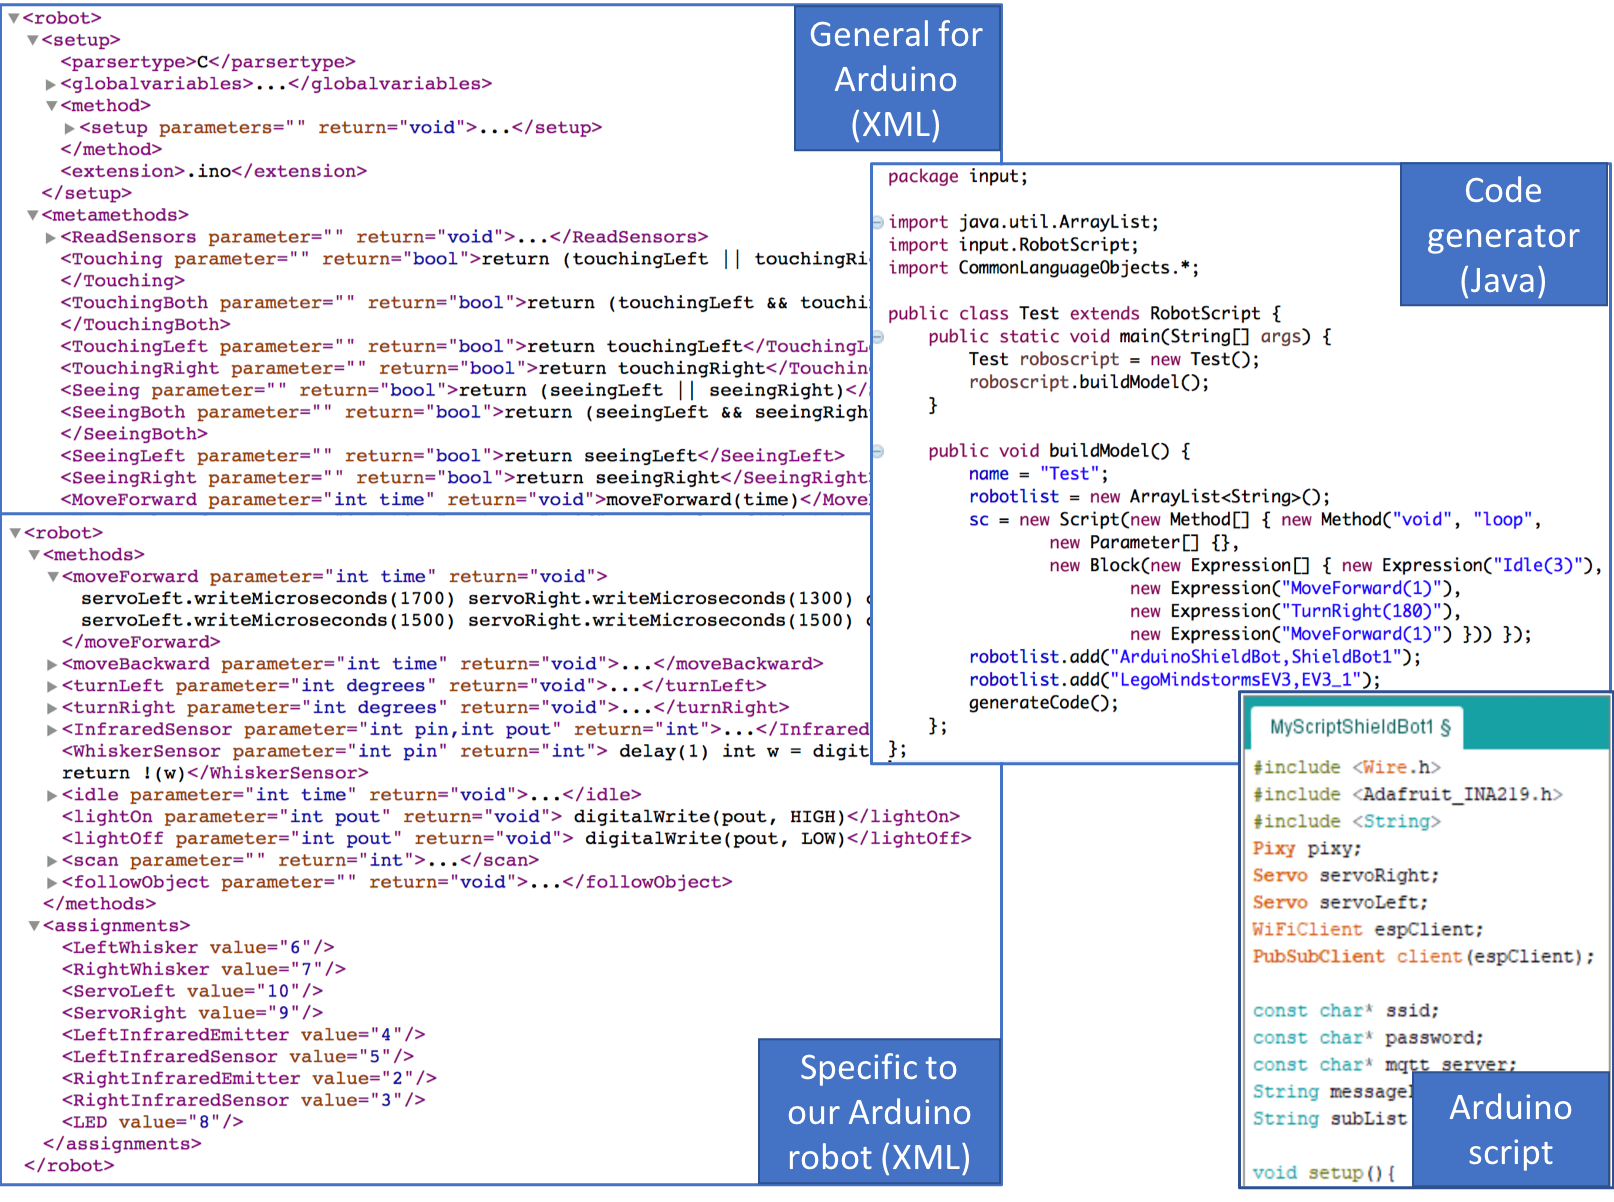 <robot>
<setup>
<parsertype>C</parsertype>
<globalvariables>...</globalvariables>
<method>
<setup parameters="" return="void">...</setup>
</method>
<extension>.ino</extension>
</setup>
<metamethods>
<ReadSensors parameter="" return="void">...</ReadSensors>
<Touching parameter="" return="bool">return (touchingLeft || touchingRi
</Touching>
<TouchingBoth parameter="" return="bool">return (touchingLeft && touchi
</TouchingBoth>
<TouchingLeft parameter="" return="bool">return touchingLeft</TouchingL
<TouchingRight parameter="" return="bool">return touchingRight</Touchin
<Seeing parameter="" return="bool">return (seeingLeft || seeingRight)</
<SeeingBoth parameter="" return="bool">return (seeingLeft && seeingRigh
</SeeingBoth>
<SeeingLeft parameter="" return="bool">return seeingLeft</SeeingLeft>
<SeeingRight parameter="" return="bool">return seeingRight</SeeingRight
<MoveForward parameter="int time" return="void">moveForward(time)</Move
General for
Arduino
(XML)
<robot>
<methods>
<moveForward parameter="int time" return="void">
servoLeft.writeMicroseconds(1700) servoRight.writeMicroseconds(1300)
servoLeft.writeMicroseconds(1500) servoRight.writeMicroseconds(1500)
</moveForward>
<moveBackward parameter="int time" return="void">...</moveBackward>
<turnLeft parameter="int degrees" return="void">...</turnLeft>
<turnRight parameter="int degrees" return="void">...</turnRight>
<InfraredSensor parameter="int pin,int pout" return="int">...</Infrared
<WhiskerSensor parameter="int pin" return="int"> delay(1) int w = digit
return !(w)</WhiskerSensor>
<idle parameter="int time" return="void">...</idle>
<lightOn parameter="int pout" return="void"> digitalWrite(pout, HIGH)</lightOn>
<lightOff parameter="int pout" return="void"> digitalWrite(pout, LOW)</lightOff>
<scan parameter="" return="int">...</scan>
<followObject parameter="" return="void">...</followObject>
</methods>
<assignments>
<LeftWhisker value="6"/>
<RightWhisker value="7"/>
<ServoLeft value="10"/>
<ServoRight value="9"/>
<LeftInfraredEmitter value="4"/>
<LeftInfraredSensor value="5"/>
<RightInfraredEmitter value="2"/>
<RightInfraredSensor value="3"/>
<LED value="8"/>
</assignments>
</robot>
Specific to
our Arduino
robot (XML)
package input;
import java.util.ArrayList;
import input.RobotScript;
import CommonLanguageObjects.*;
public class Test extends RobotScript {
public static void main(String[] args) {
Test roboscript = new Test();
roboscript.buildModel();
}
public void buildModel() {
name = "Test";
robotlist = new ArrayList<String>();
sc = new Script(new Method[] { new Method("void", "loop",
new Parameter[] {},
new Block(new Expression[] { new Expression("Idle(3)"),
new Expression("MoveForward(1)"),
new Expression("TurnRight(180)"),
new Expression("MoveForward(1)") })) });
robotlist.add("ArduinoShieldBot,ShieldBot1");
robotlist.add("LegoMindstormsEV3,EV3_1");
generateCode();
};
};
Code
generator
(Java)
MyScriptShieldBot1 §
#include <Wire.h>
#include <Adafruit_INA219.h>
#include <String>
Pixy pixy;
Servo servoRight;
Servo servoLeft;
WiFiClient espClient;
PubSubClient client(espClient);
const char* ssid;
const char* password;
const char* mqtt_server;
String message
String subList
void setup(){
Arduino
script